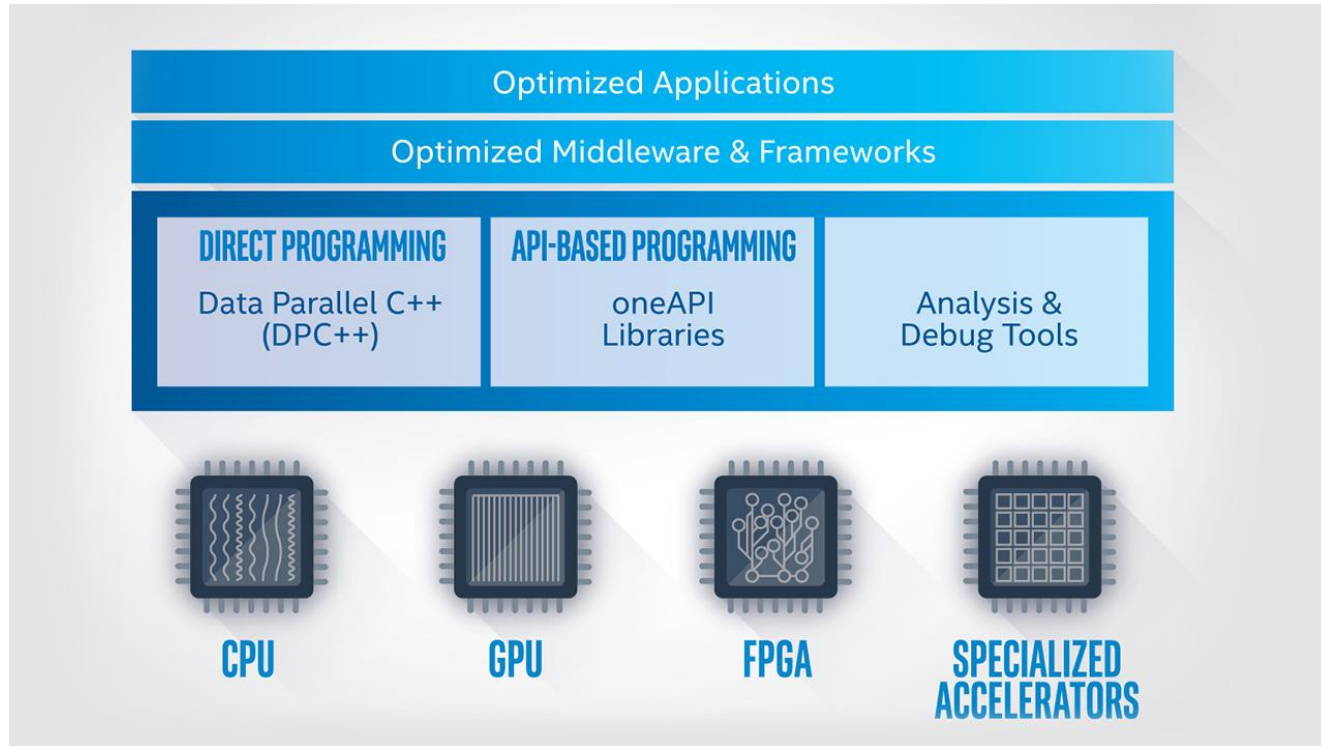 Optimized Applications
Optimized Middleware & Frameworks
DIRECT PROGRAMMING
Data Parallel C++
(DPC++)
API-BASED PROGRAMMING
oneAPI
Libraries
Analysis &
Debug Tools
CPU
GPU
FPGA
SPECIALIZED
ACCELERATORS